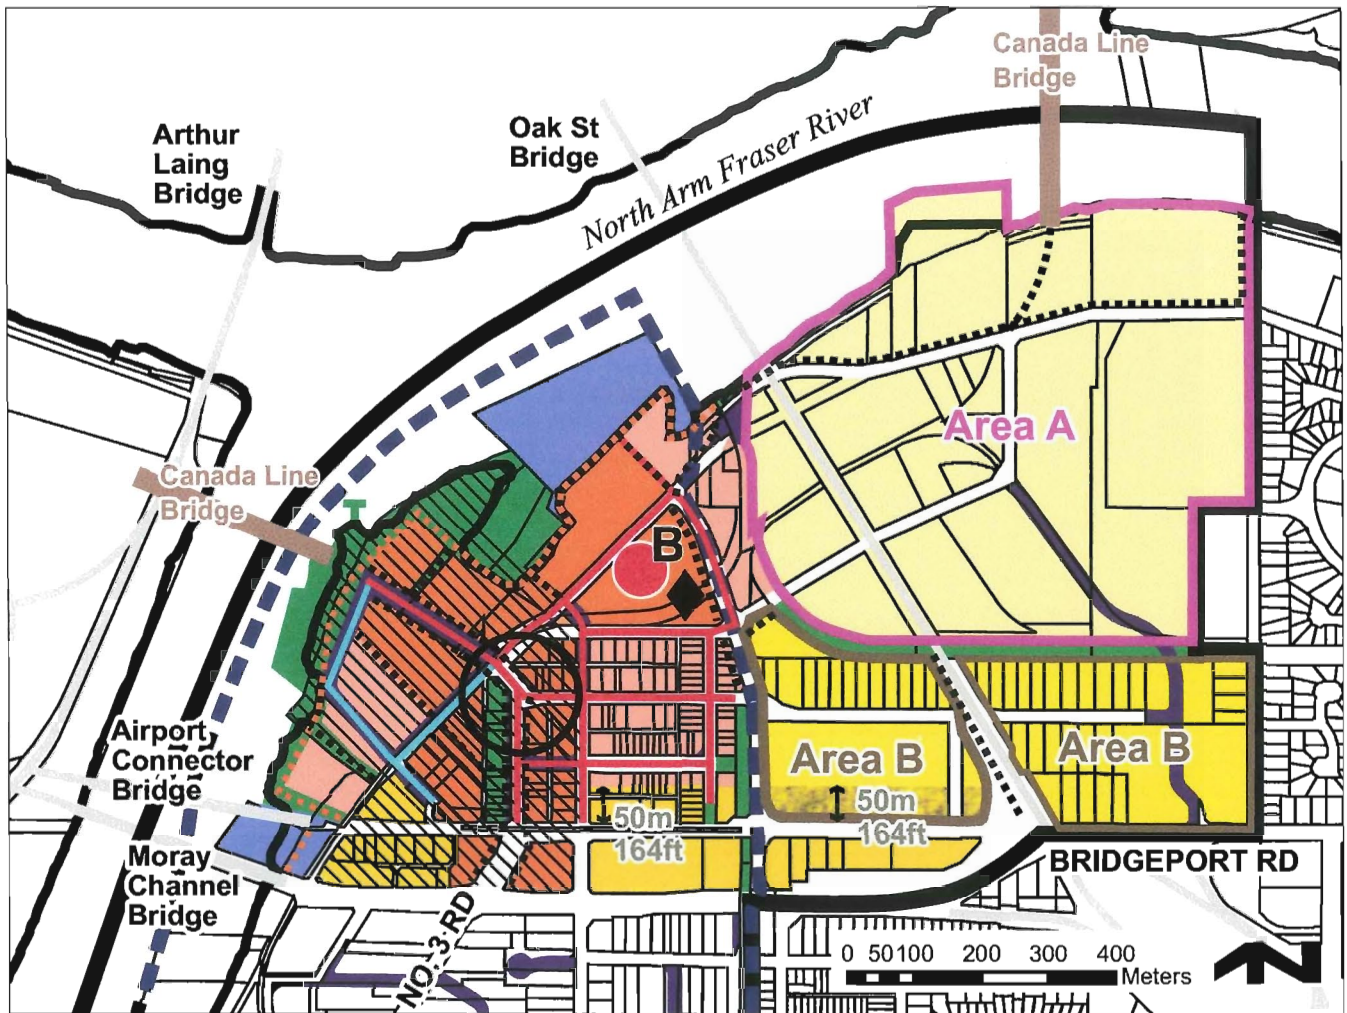 Canada Line
Bridge
Arthur
Laing
Bridge
Oak St
Bridge
North Arm Fraser River
Area A
Canada Line
Bridge
B
Airport
Connector
Bridge
Area B
Area B
50m
164ft
50m
164ft
Moray
Channel
Bridge
BRIDGEPORT RD
NO. 3 RD
0 50 100 200 300 400
Meters
N